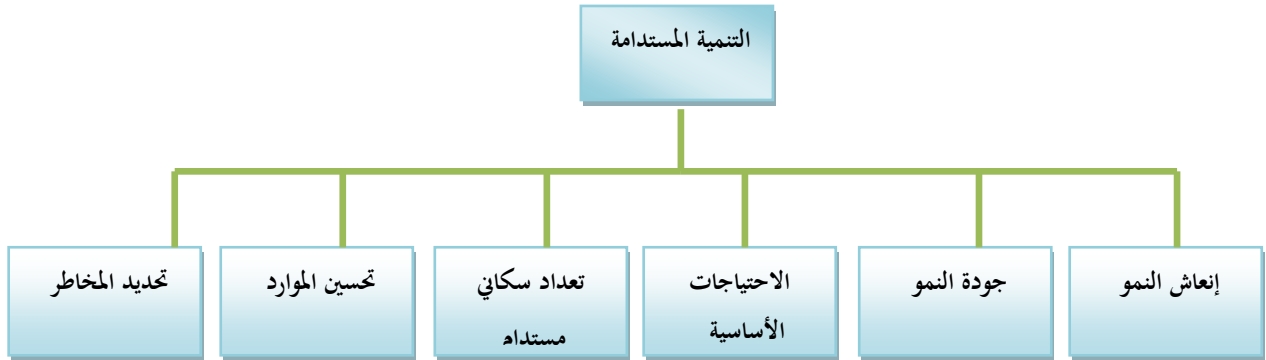 التنمية المستدامة
إنعاش النمو
جودة النمو
الاحتياجات
الأساسية
تعداد سكاني
مستدام
تحسين الموارد
تحديد المخاطر